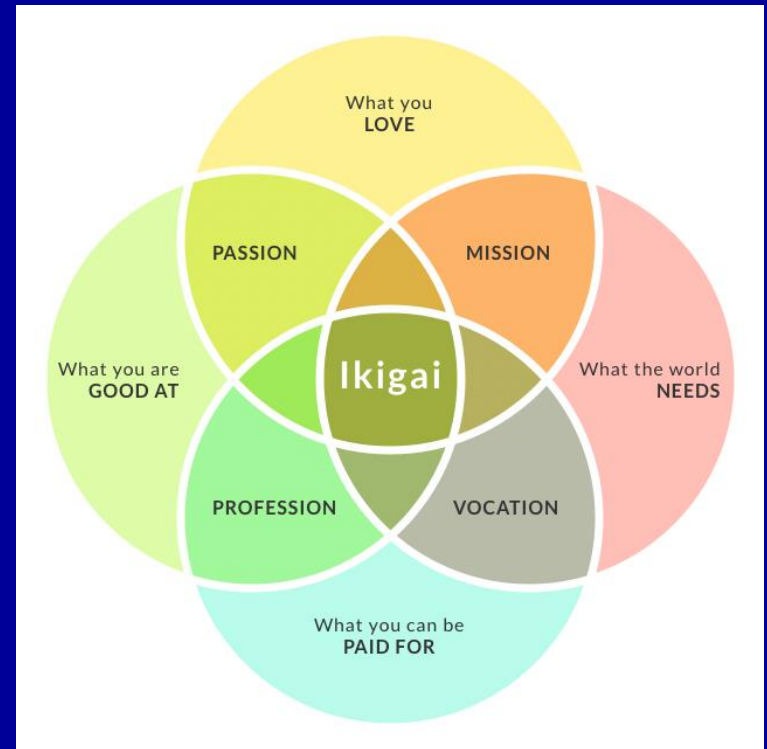 What you
LOVE
PASSION
MISSION
What you are
GOOD AT
Ikigai
What the world
NEEDS
PROFESSION
VOCATION
What you can be
PAID FOR